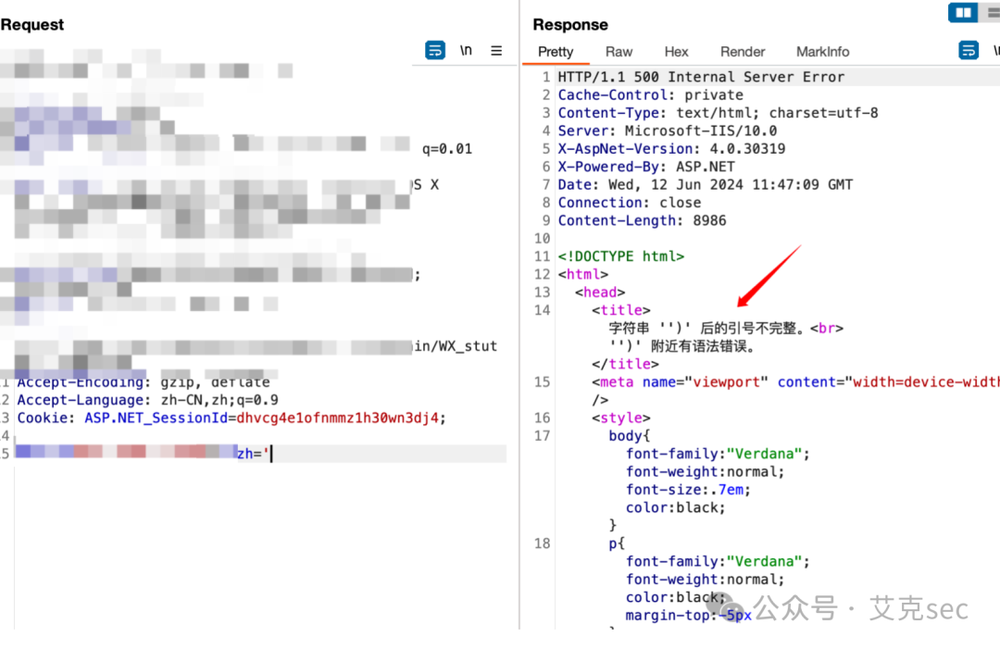 Request
\n
q=0.01
S X
;
in/WX_stut
Accept-Encoding: gzip, deflate
2 Accept-Language: zh-CN,zh;q=0.9
3 Cookie: ASP.NET_SessionId=dhvcg4e1ofnmmz1h30wn3dj4;
4
5 zh='
Response
Pretty Raw Hex Render MarkInfo
1 HTTP/1.1 500 Internal Server Error
2 Cache-Control: private
3 Content-Type: text/html; charset=utf-8
4 Server: Microsoft-IIS/10.0
5 X-AspNet-Version: 4.0.30319
6 X-Powered-By: ASP.NET
7 Date: Wed, 12 Jun 2024 11:47:09 GMT
8 Connection: close
9 Content-Length: 8986
10
11 <!DOCTYPE html>
12 <html>
13 <head>
14 <title>
字符串 '')' 后的引号不完整。<br>
'')' 附近有语法错误。
</title>
15 <meta name="viewport" content="width=device-width
/>
16 <style>
17 body{
font-family:"Verdana";
font-weight:normal;
font-size:.7em;
color:black;
}
18 p{
font-family:"Verdana";
font-weight:normal;
color:black;
margin-top:-5px
公众号 · 艾克sec